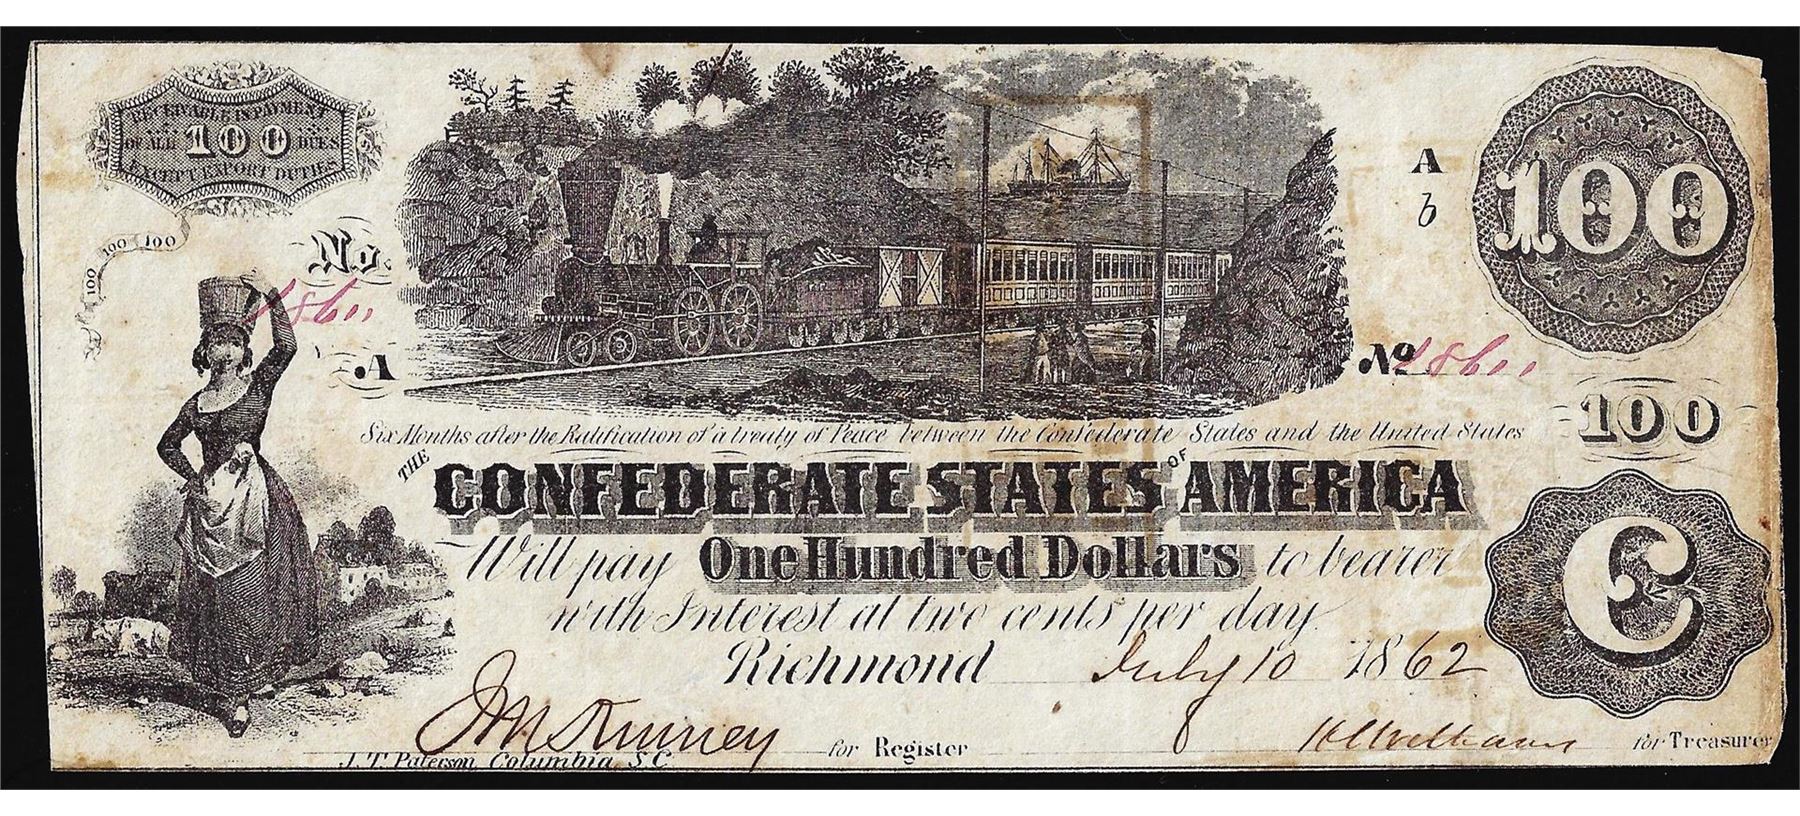 RECEIVABLE IN PAYMENT
OF ALL 100 DUES
EXCEPT EXPORT DUTIES
100 100 100
No.
1861
A
A
b
100
No 1861
100
Six Months after the Ratification of a treaty of Peace between the Confederate States and the United States
THE CONFEDERATE STATES OF AMERICA
Will pay One Hundred Dollars to bearer
with Interest at two cents per day
Richmond July 10 1862
C
for Register
8
for Treasurer
J. T. Paterson, Columbia, S.C.